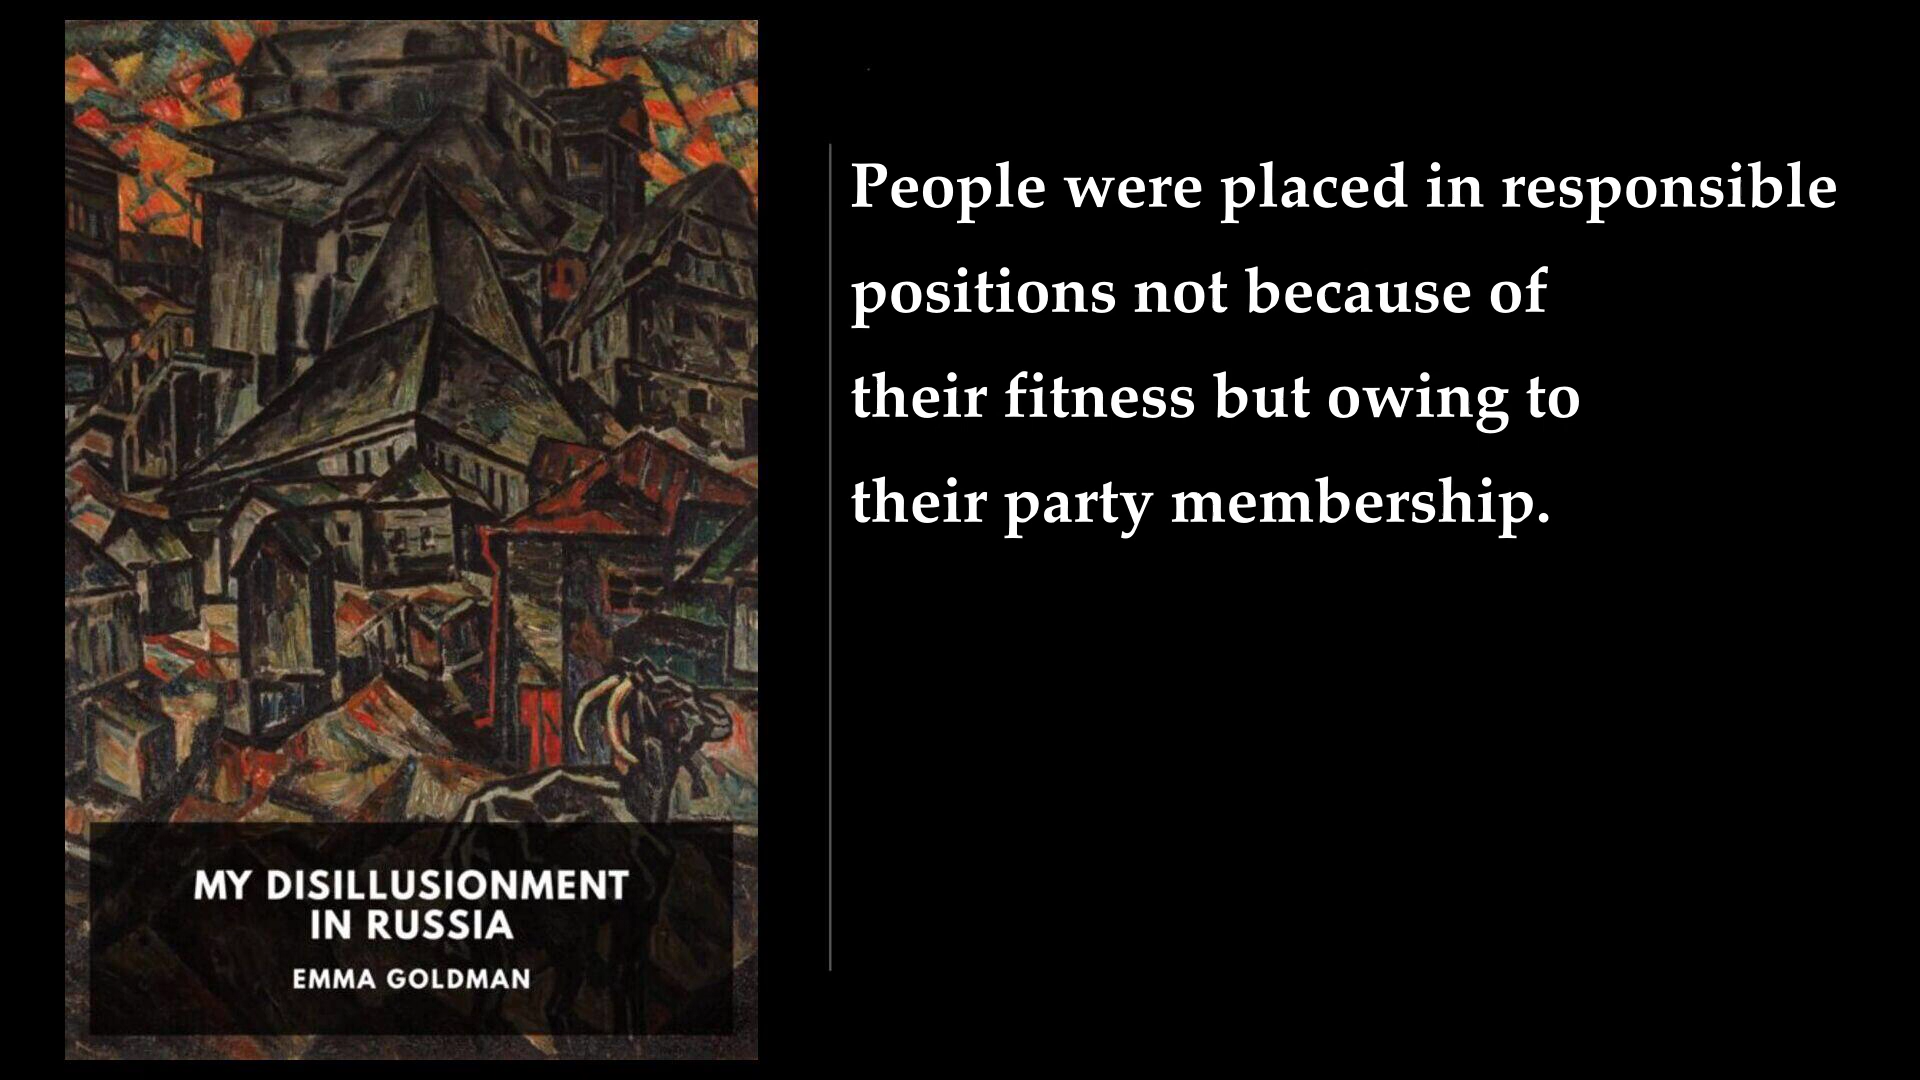 People were placed in responsible
positions not because of
their fitness but owing to
their party membership.
MY DISILLUSIONMENT
IN RUSSIA
EMMA GOLDMAN